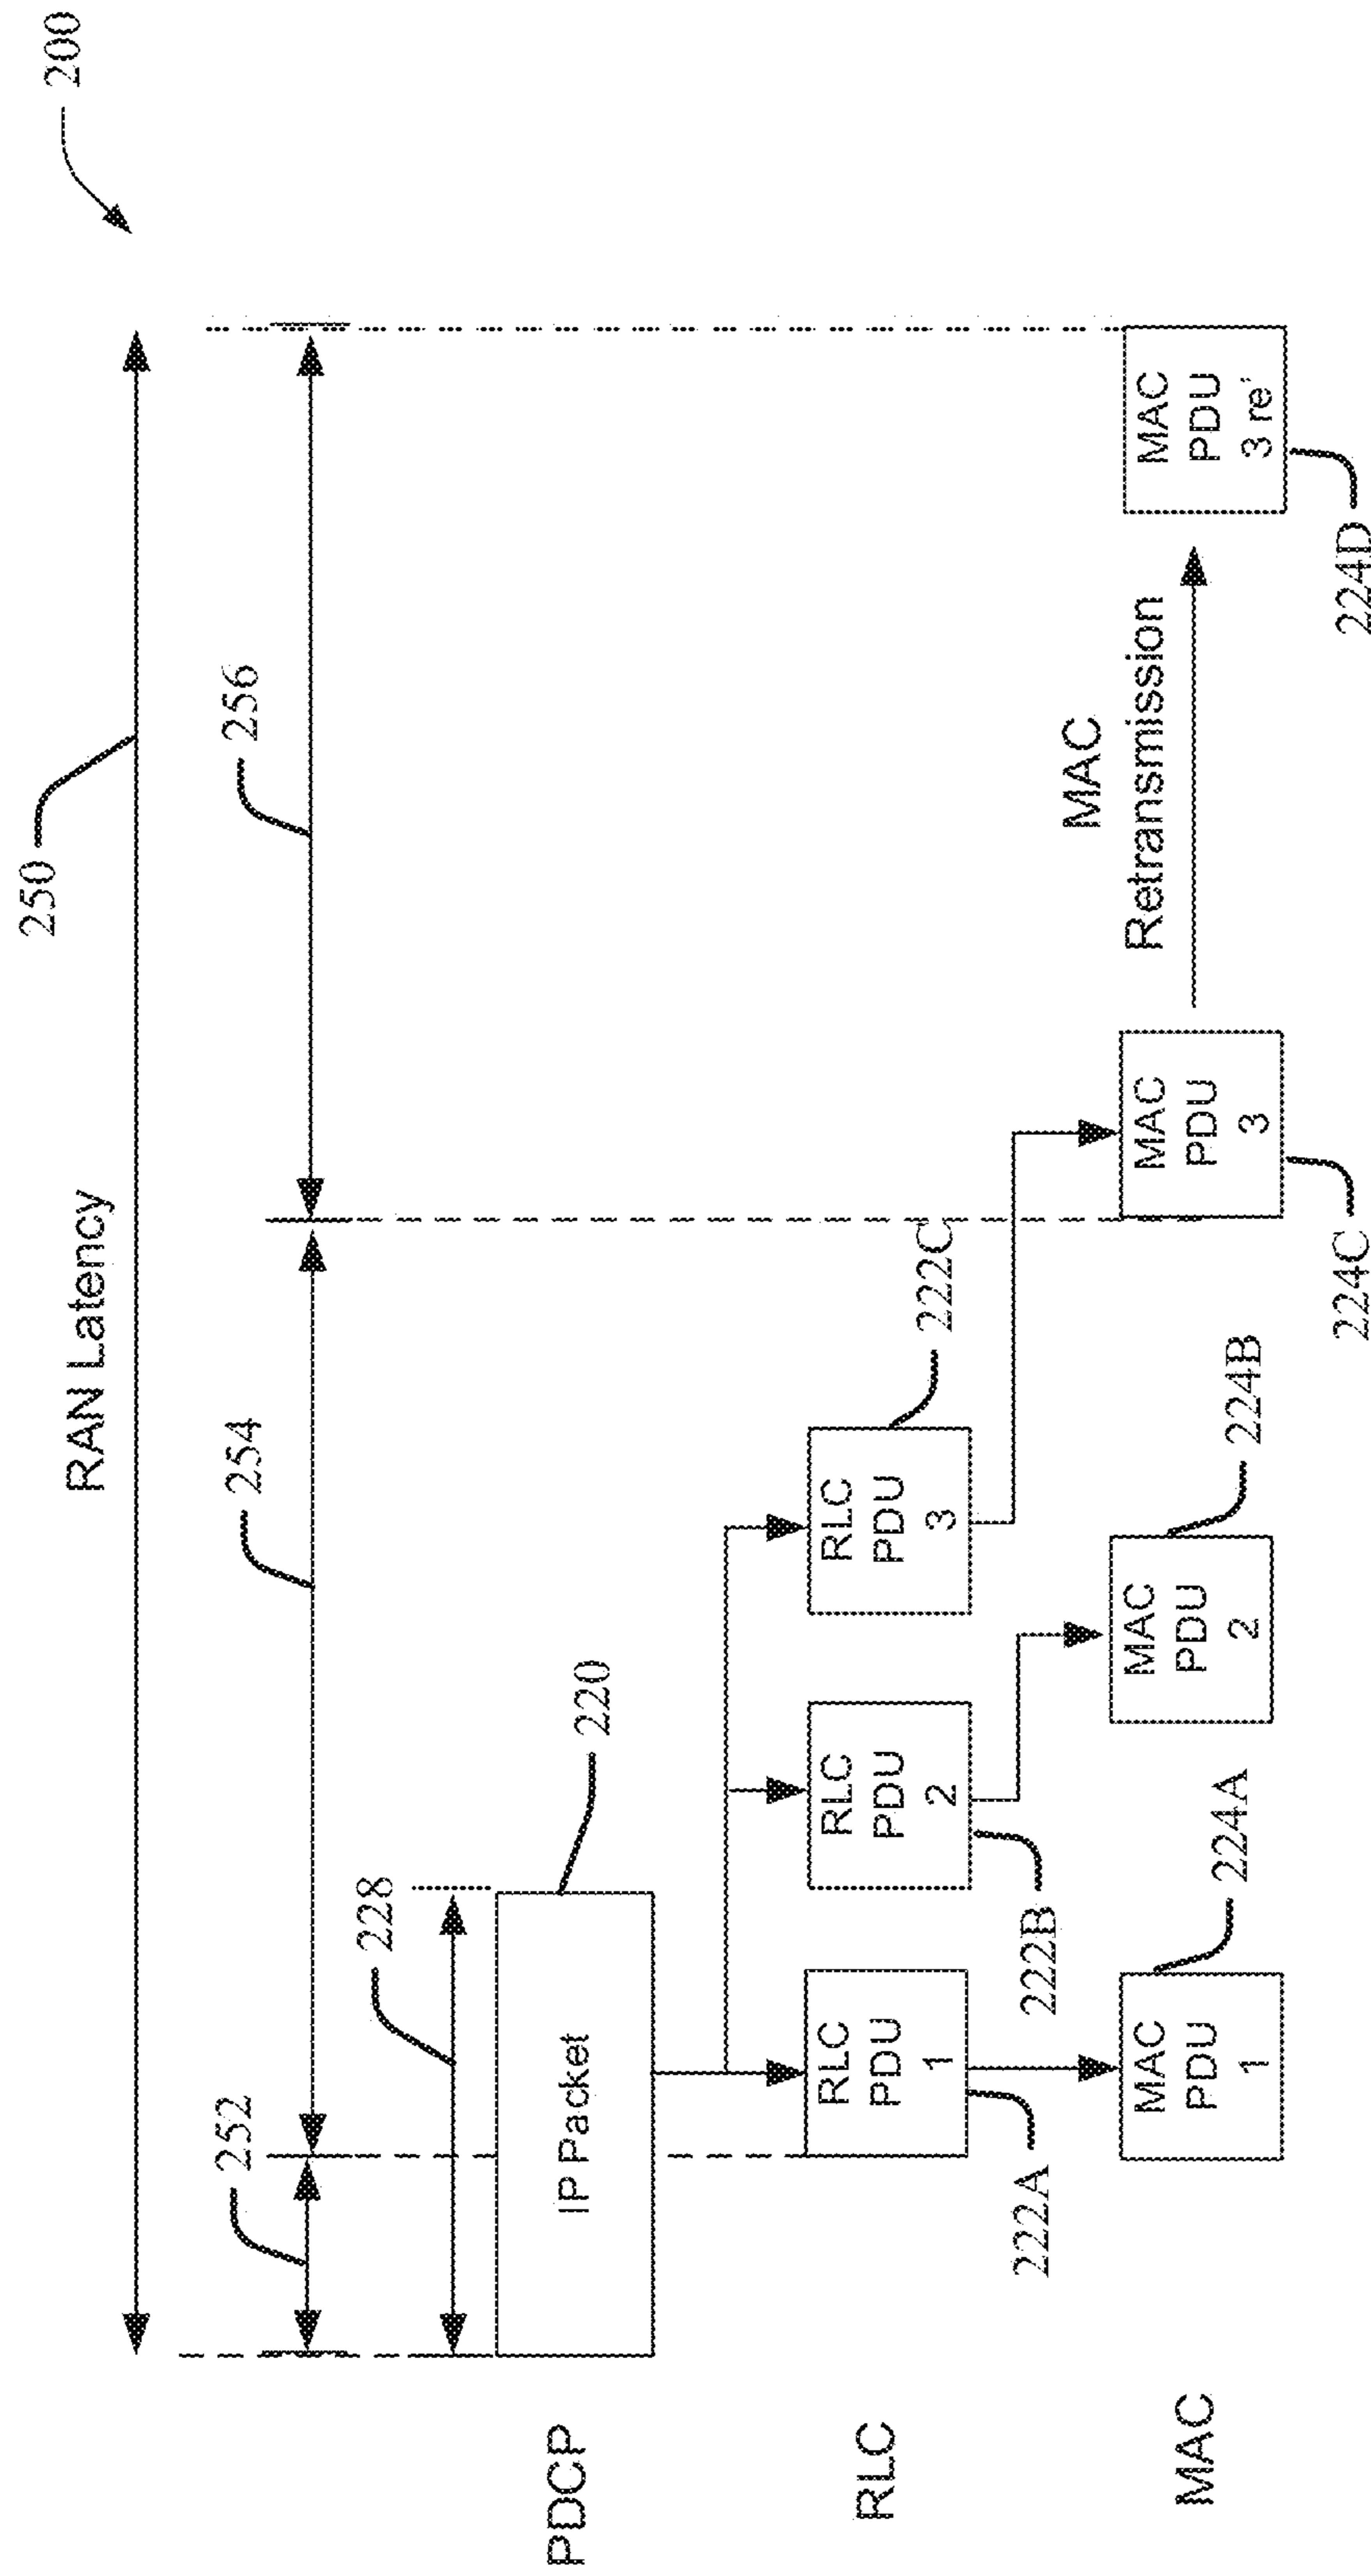 200
250
RAN Latency
252
254
256
228
PDCP
IP Packet
220
RLC
RLC
PDU
1
222A
RLC
PDU
2
222B
RLC
PDU
3
222C
MAC
MAC
PDU
1
224A
MAC
PDU
2
224B
MAC
PDU
3
224C
MAC
Retransmission
MAC
PDU
3 re'
224D